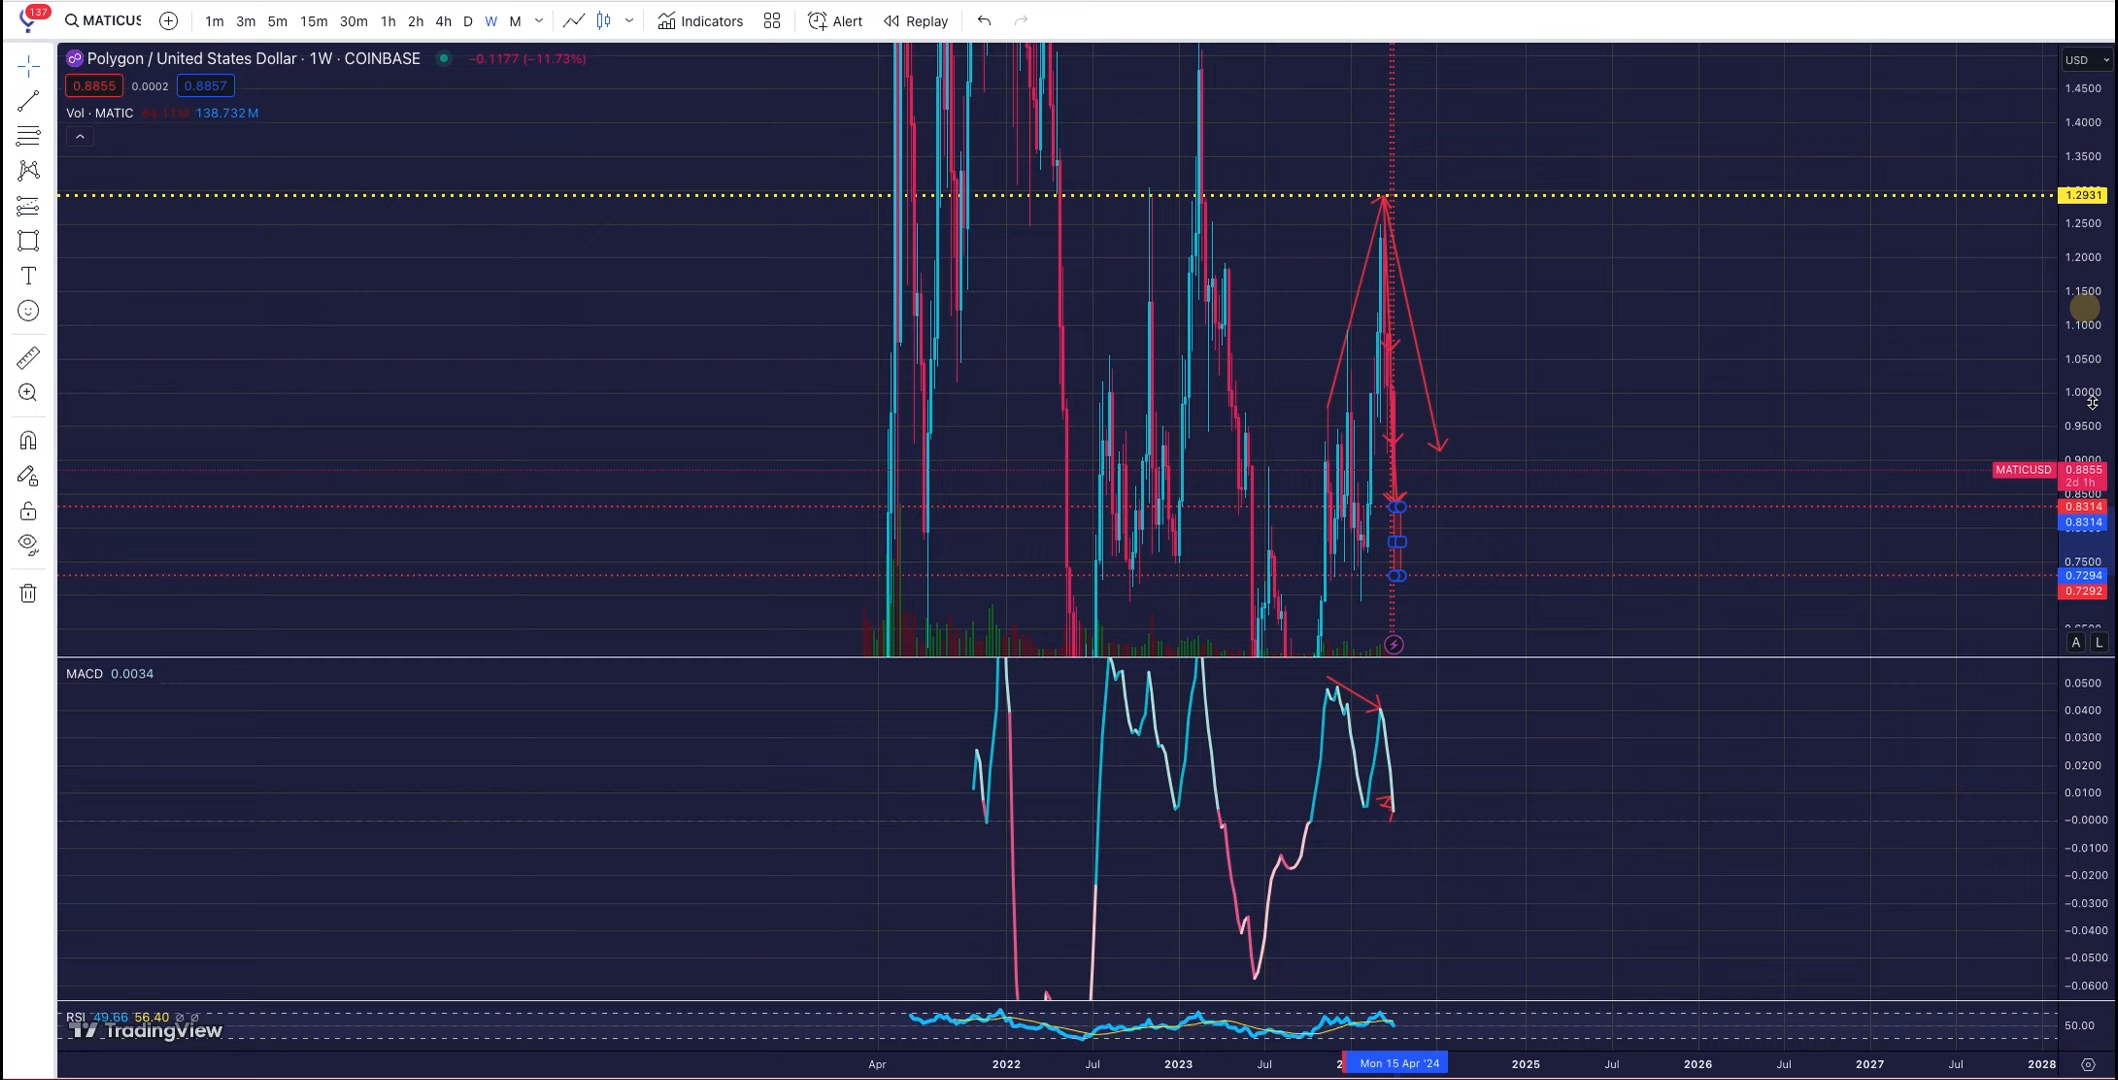 137
MATICUS 1m 3m 5m 15m 30m 1h 2h 4h D W M Indicators Alert Replay
Polygon / United States Dollar · 1W · COINBASE −0.1177 (−11.73%)
USD
0.8855 0.0002 0.8857
Vol · MATIC 138.732M
1.4500
1.4000
1.3500
1.2931
1.2500
1.2000
1.1500
1.1000
1.0500
1.0000
0.9500
0.9000
MATICUSD 0.8855
2d 1h
0.8500
0.8314
0.8314
0.7500
0.7294
0.7292
A L
MACD 0.0034
0.0500
0.0400
0.0300
0.0200
0.0100
−0.0000
−0.0100
−0.0200
−0.0300
−0.0400
−0.0500
−0.0600
RSI 49.66 56.40 ∅ ∅
TradingView
50.00
Apr 2022 Jul 2023 Jul 2 Mon 15 Apr '24 2025 Jul 2026 Jul 2027 Jul 2028